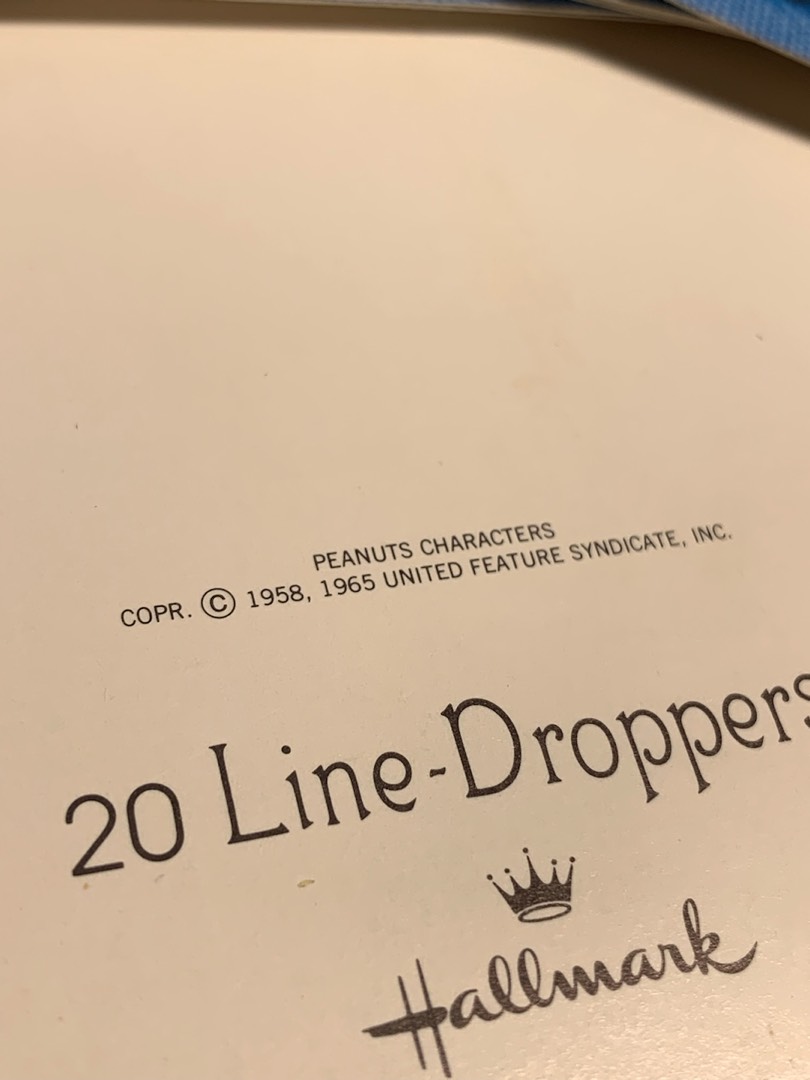 PEANUTS CHARACTERS
COPR. © 1958, 1965 UNITED FEATURE SYNDICATE, INC.
20 Line-Droppers
Hallmark